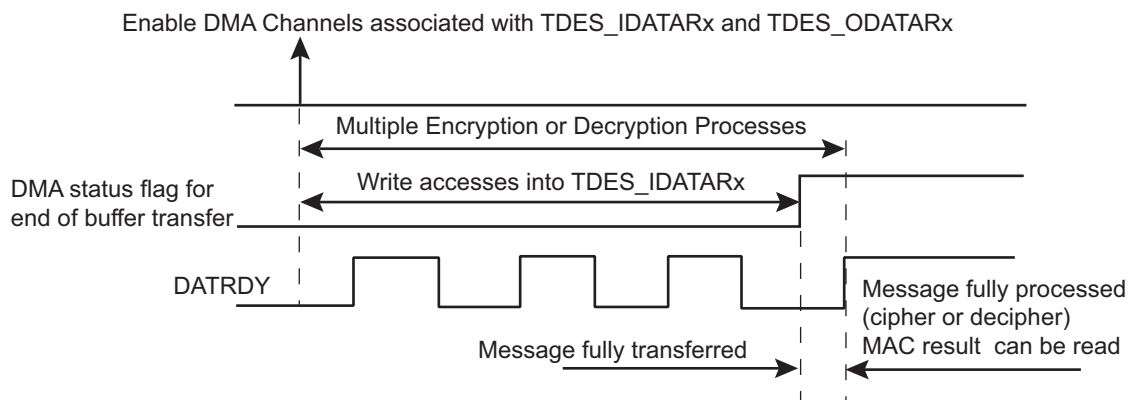 Enable DMA Channels associated with TDES_IDATARx and TDES_ODATARx
Multiple Encryption or Decryption Processes
DMA status flag for
end of buffer transfer
Write accesses into TDES_IDATARx
DATRDY
Message fully processed
(cipher or decipher)
MAC result can be read
Message fully transferred